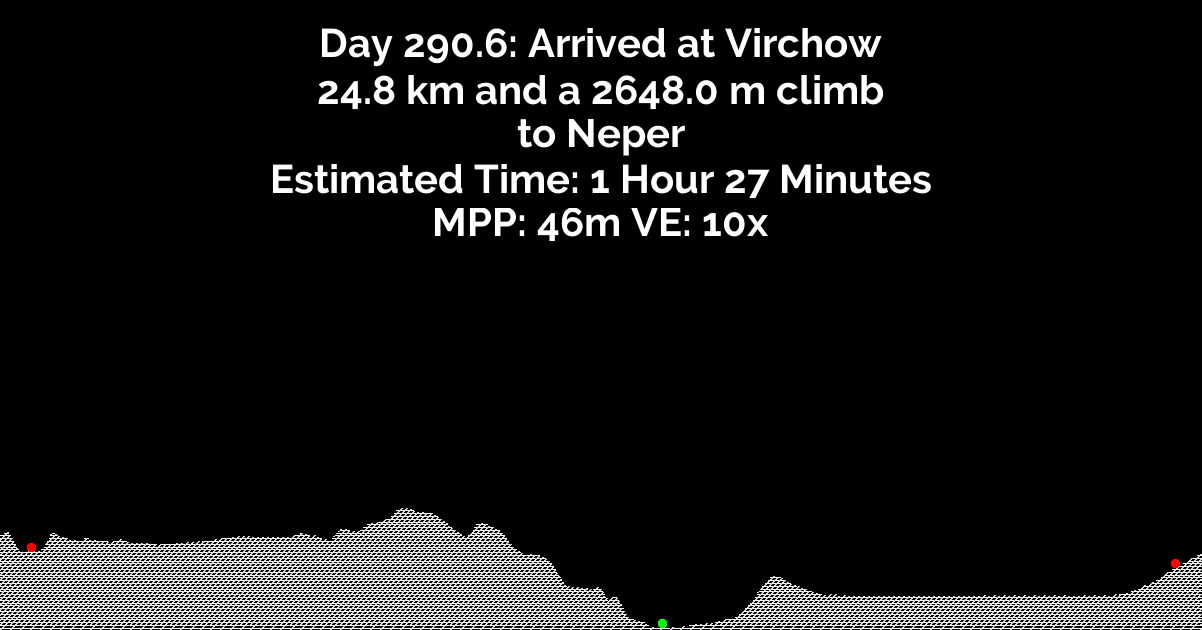 Day 290.6: Arrived at Virchow
24.8 km and a 2648.0 m climb
to Neper
Estimated Time: 1 Hour 27 Minutes
MPP: 46m VE: 10x